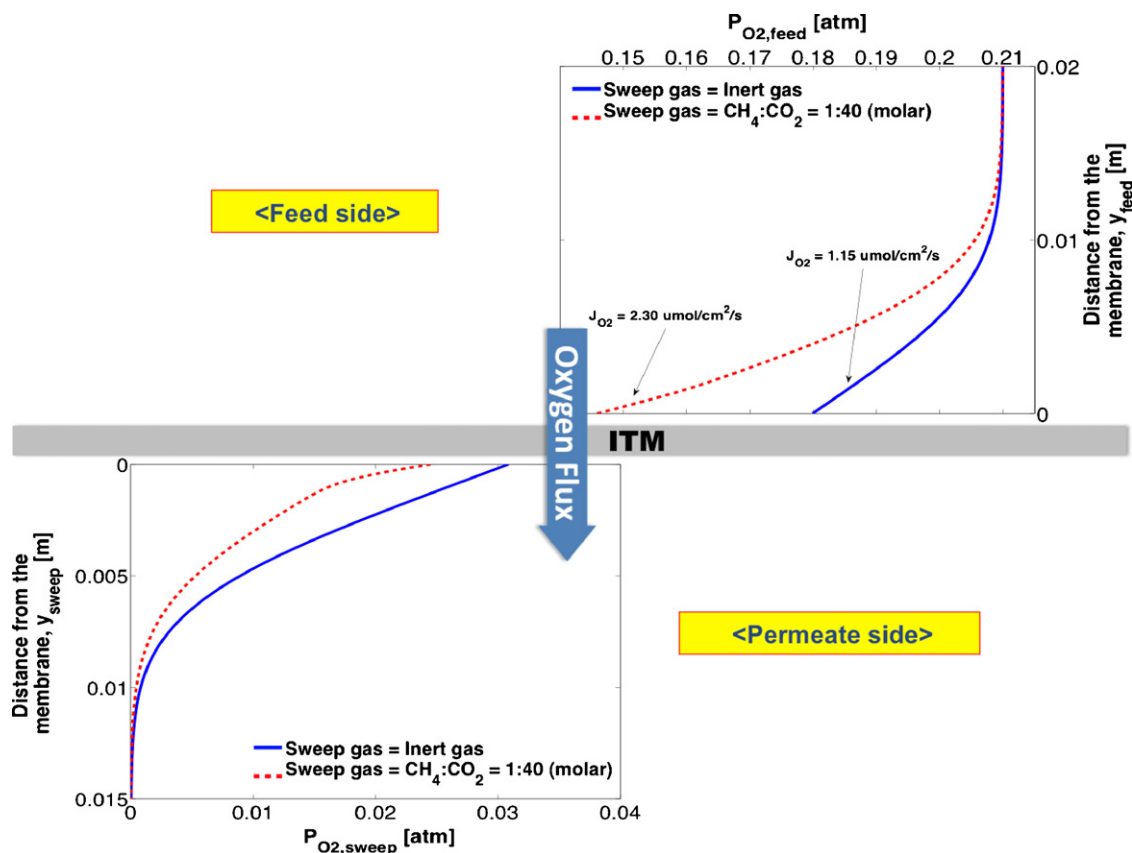 P_O2,feed [atm]
0.15 0.16 0.17 0.18 0.19 0.2 0.21
0.02
Sweep gas = Inert gas
Sweep gas = CH4:CO2 = 1:40 (molar)
<Feed side>
Distance from the
membrane, y_feed [m]
0.01
J_O2 = 1.15 umol/cm^2/s
J_O2 = 2.30 umol/cm^2/s
0
Oxygen Flux
ITM
0
0.005
Distance from the
membrane, y_sweep [m]
<Permeate side>
0.01
Sweep gas = Inert gas
Sweep gas = CH4:CO2 = 1:40 (molar)
0.015
0 0.01 0.02 0.03 0.04
P_O2,sweep [atm]